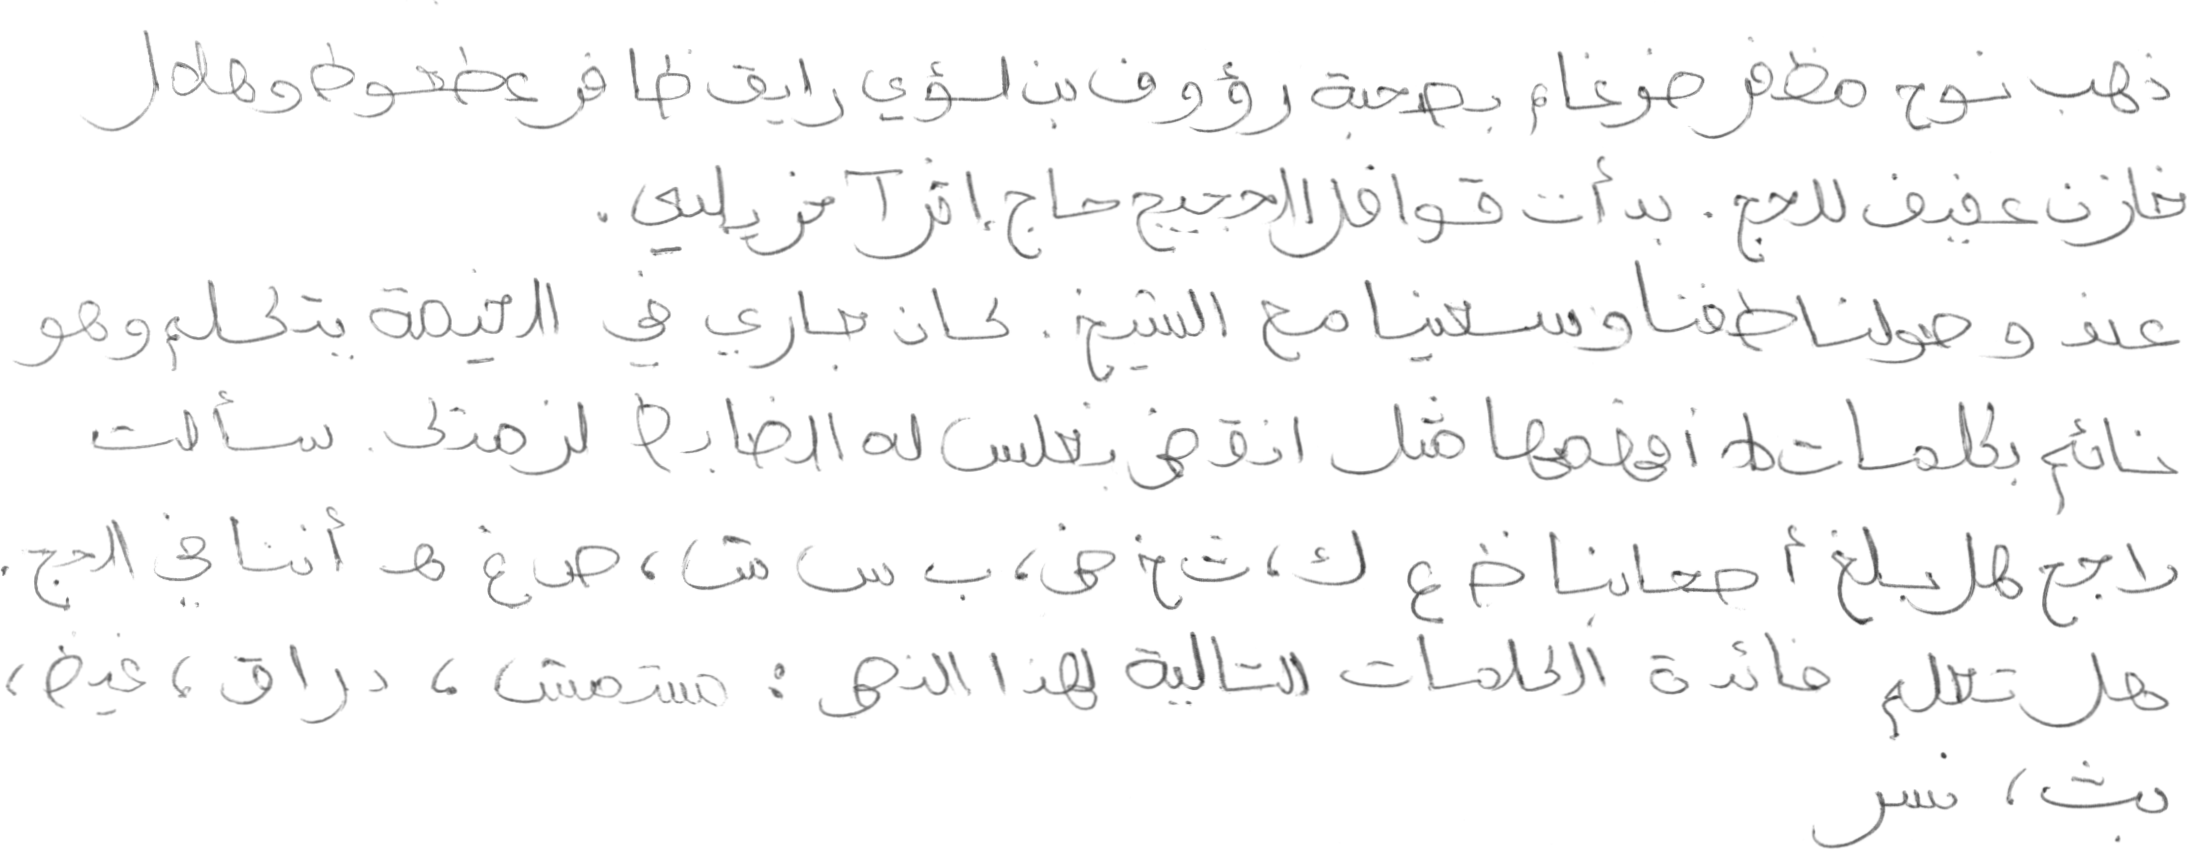 ذهب نوح مظفر ضرغام بصحبة رؤوف بن لؤي رايق ظافر عطعوط وهلال
خازن عفيف للحج. بدأت قوافل الحجيج حاج إثر آخر يلبي.
عند وصولنا طفنا وسعينا مع الشيخ. كان جاري في الخيمة يتكلم وهو
نائم بكلمات لا أفهمها مثل انقض بغلس له الضابط لزمتك. سألت
راجح هل بلغ أصحابنا ظ ع ك، ث خ ض، ب س ش، ص غ هـ أننا في الحج.
هل تعلم فائدة الكلمات التالية لهذا النص: مستمش، دراق، غيظ،
بث، نسر